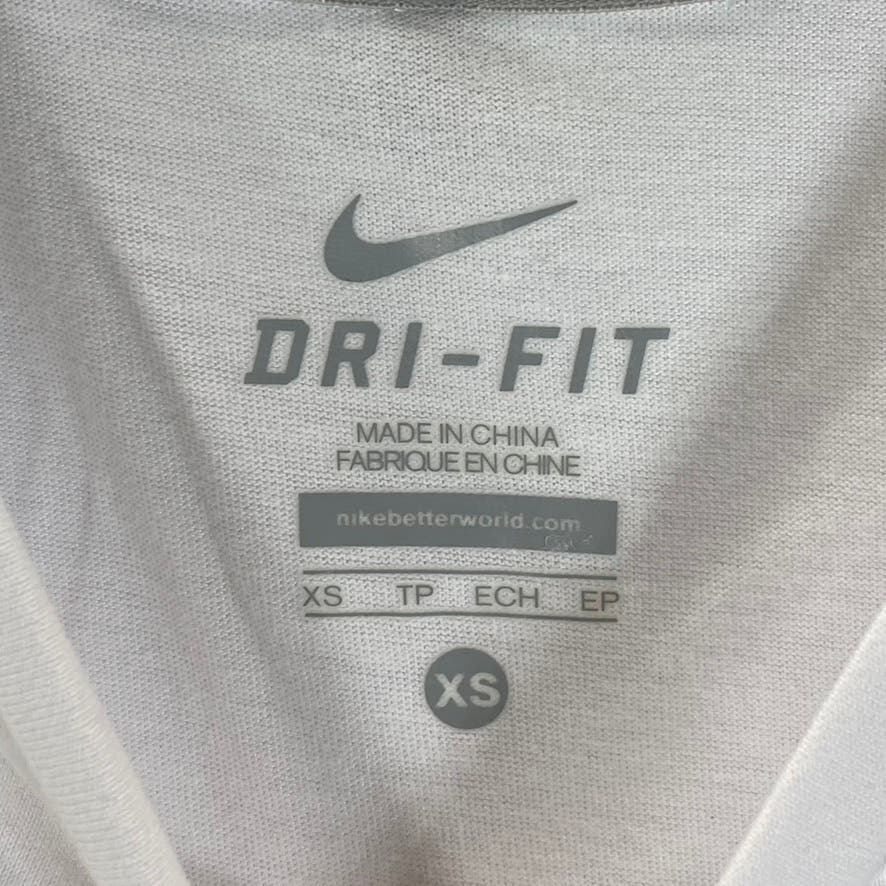 DRI-FIT
MADE IN CHINA
FABRIQUE EN CHINE
nikebetterworld.com
XS TP ECH EP
XS